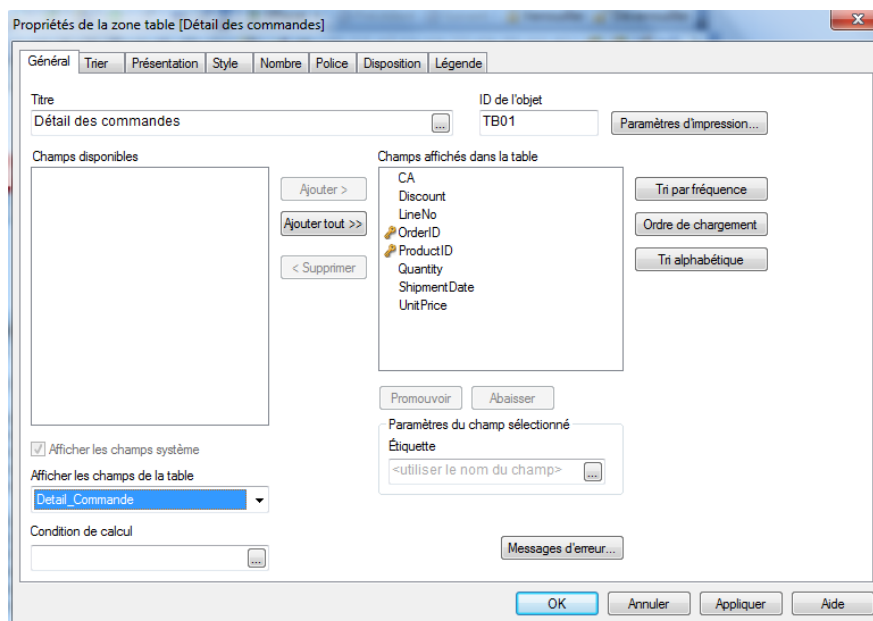 Propriétés de la zone table [Détail des commandes]
Général Trier Présentation Style Nombre Police Disposition Légende
Titre ID de l'objet
Détail des commandes ... TB01 Paramètres d'impression...
Champs disponibles Champs affichés dans la table
CA
Ajouter > Discount Tri par fréquence
LineNo
Ajouter tout >> OrderID Ordre de chargement
ProductID
< Supprimer Quantity Tri alphabétique
ShipmentDate
UnitPrice
Promouvoir Abaisser
Paramètres du champ sélectionné
Afficher les champs système Étiquette
<utiliser le nom du champ> ...
Afficher les champs de la table
Detail_Commande
Condition de calcul
... Messages d'erreur...
OK Annuler Appliquer Aide